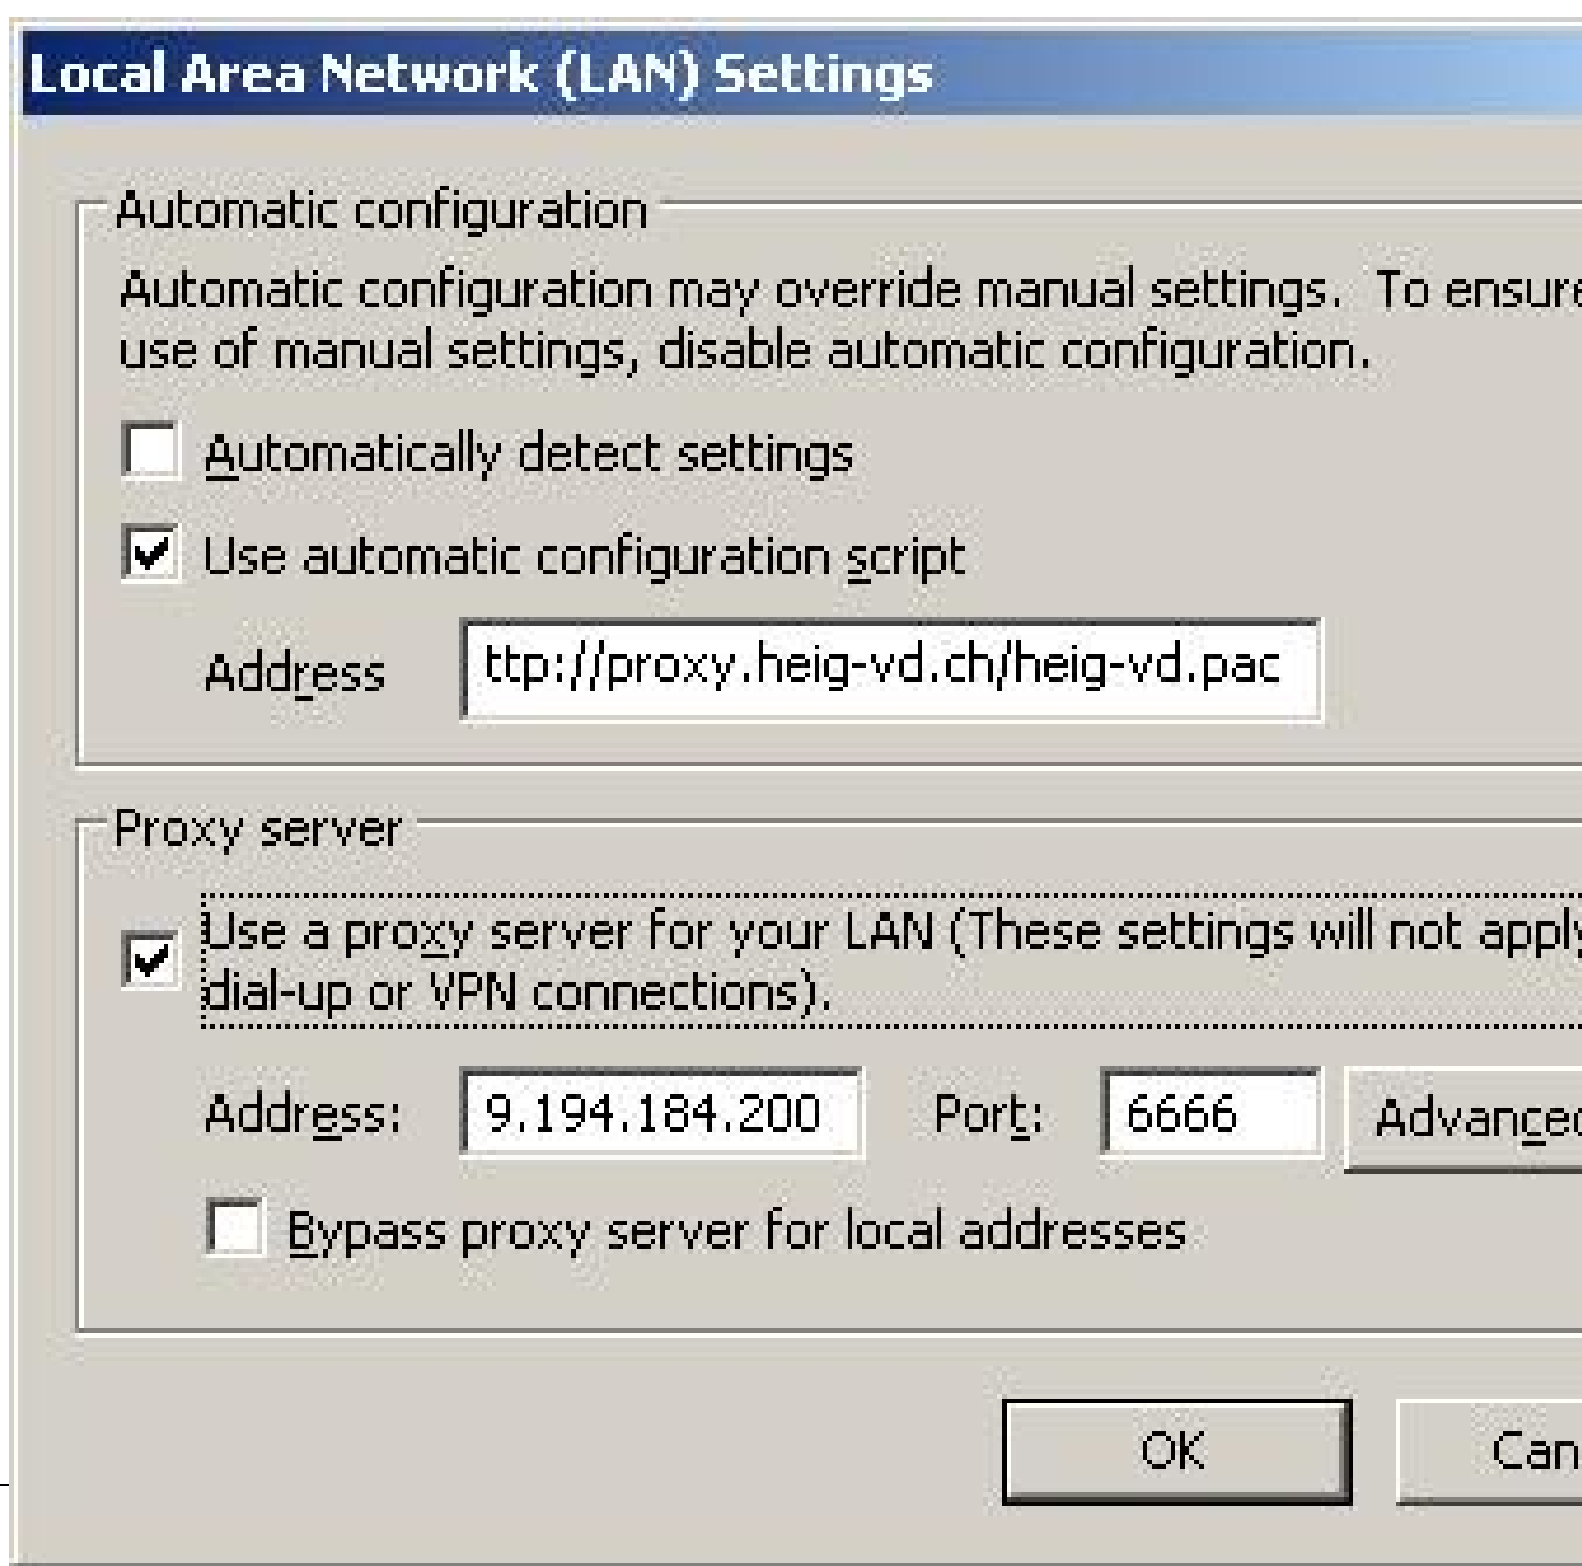 Local Area Network (LAN) Settings
Automatic configuration
Automatic configuration may override manual settings. To ensure
use of manual settings, disable automatic configuration.
Automatically detect settings
Use automatic configuration script
Address ttp://proxy.heig-vd.ch/heig-vd.pac
Proxy server
Use a proxy server for your LAN (These settings will not apply
dial-up or VPN connections).
Address: 9.194.184.200 Port: 6666 Advanced
Bypass proxy server for local addresses
OK Can